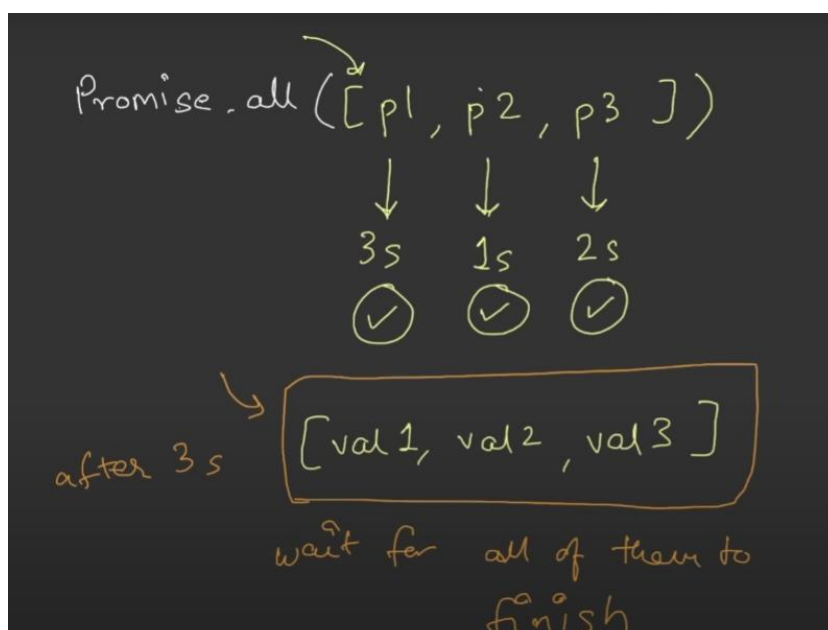 Promise.all([p1, p2, p3])
3s 1s 2s
[val1, val2, val3]
after 3s
wait for all of them to
finish